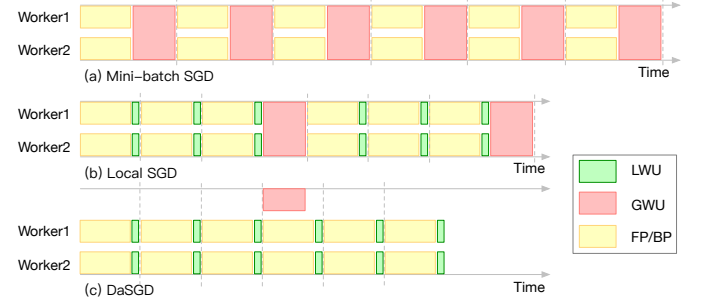 Worker1
Worker2
Time
(a) Mini-batch SGD
Worker1
Worker2
Time
(b) Local SGD
LWU
GWU
FP/BP
Worker1
Worker2
Time
(c) DaSGD